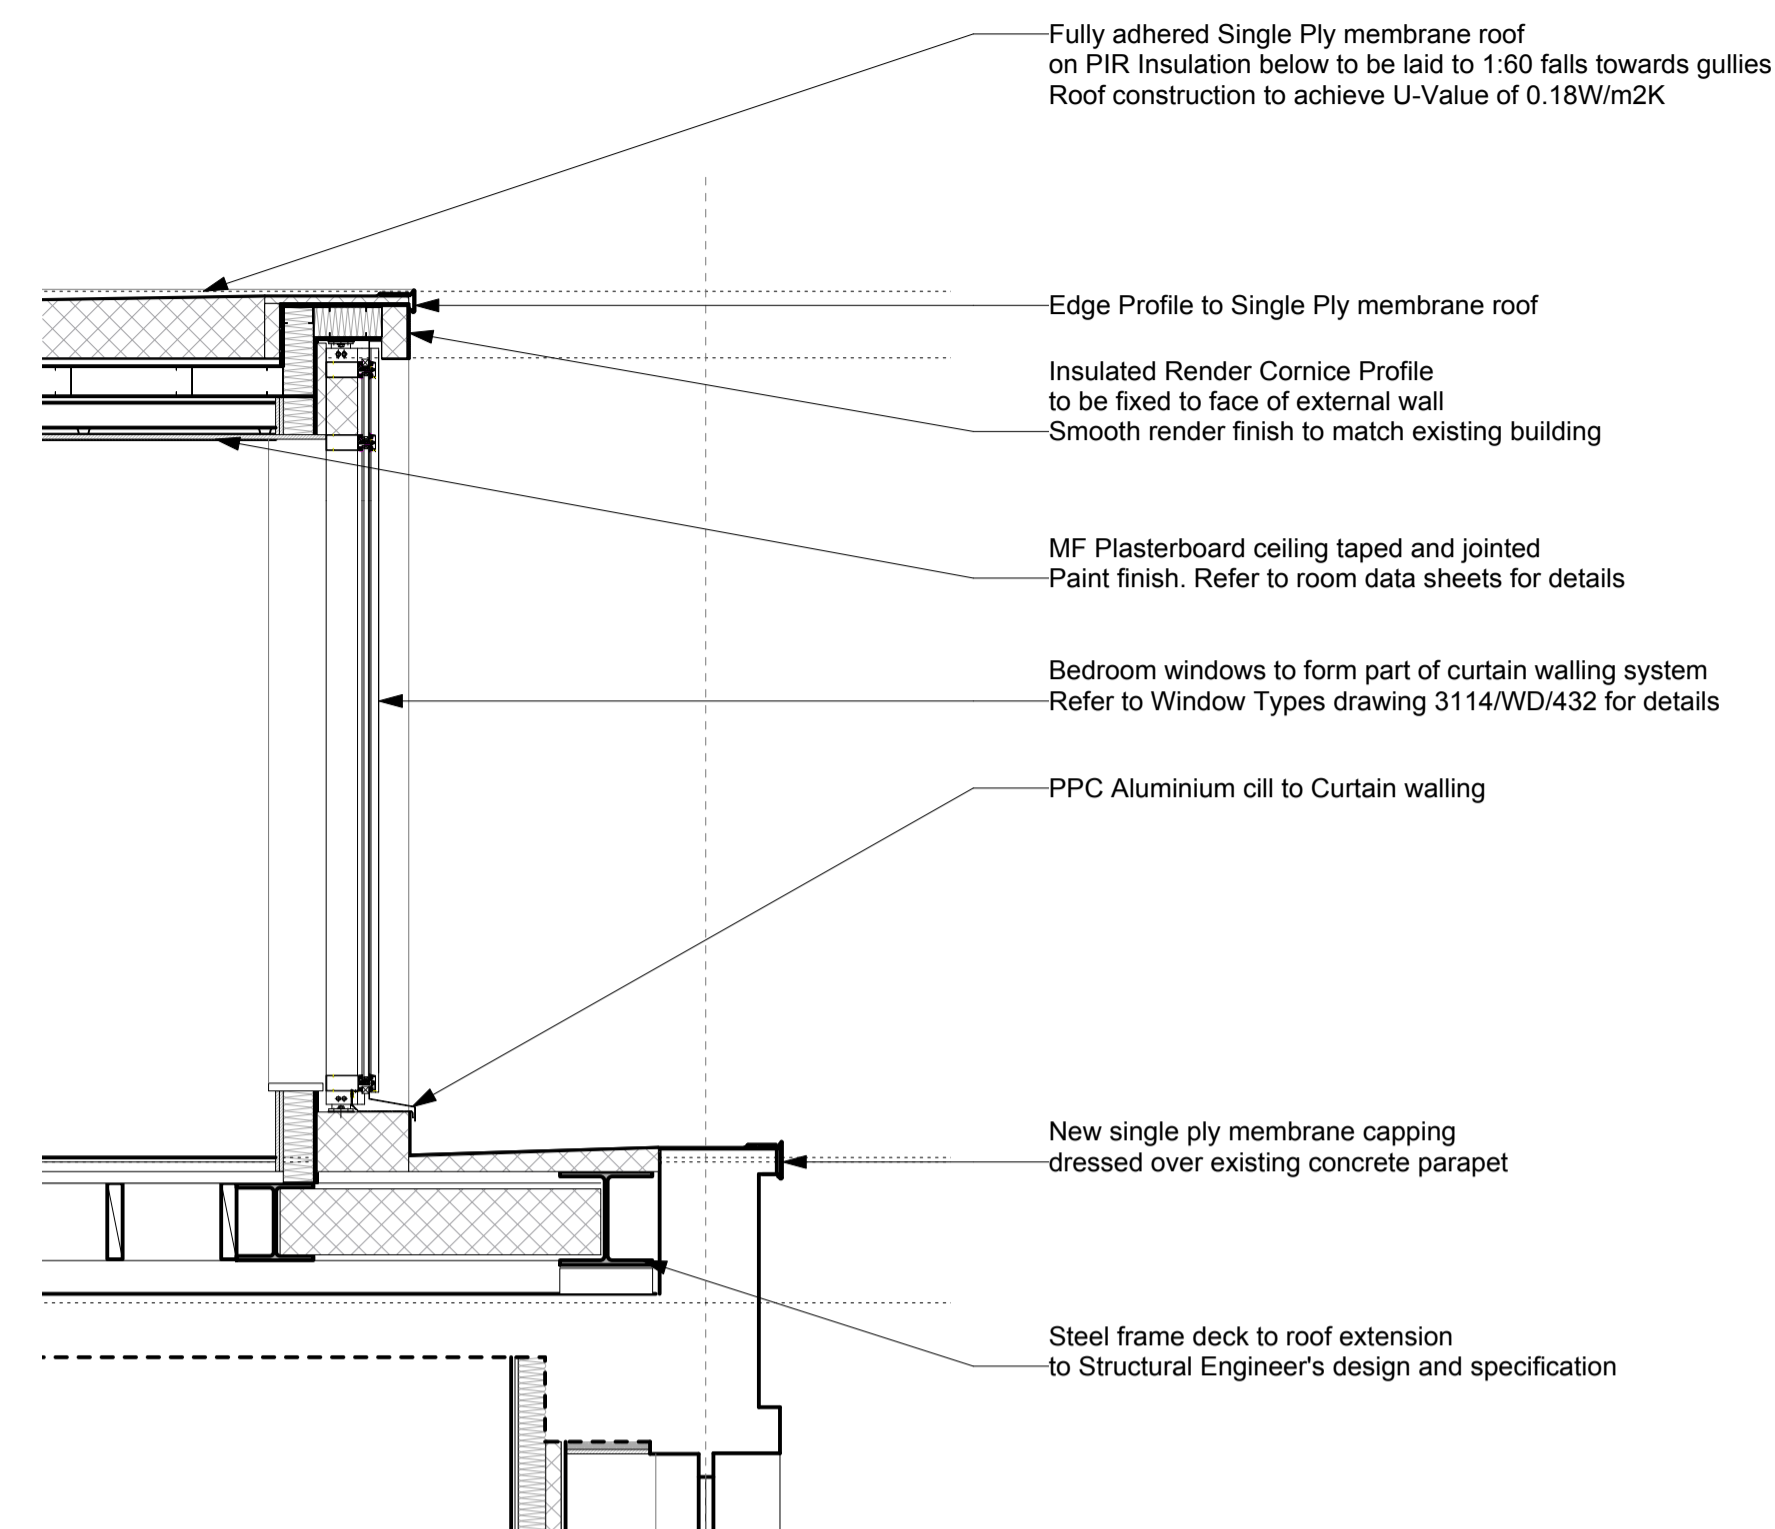 Fully adhered Single Ply membrane roof
on PIR Insulation below to be laid to 1:60 falls towards gullies
Roof construction to achieve U-Value of 0.18W/m2K
Edge Profile to Single Ply membrane roof
Insulated Render Cornice Profile
to be fixed to face of external wall
Smooth render finish to match existing building
MF Plasterboard ceiling taped and jointed
Paint finish. Refer to room data sheets for details
Bedroom windows to form part of curtain walling system
Refer to Window Types drawing 3114/WD/432 for details
PPC Aluminium cill to Curtain walling
New single ply membrane capping
dressed over existing concrete parapet
Steel frame deck to roof extension
to Structural Engineer's design and specification